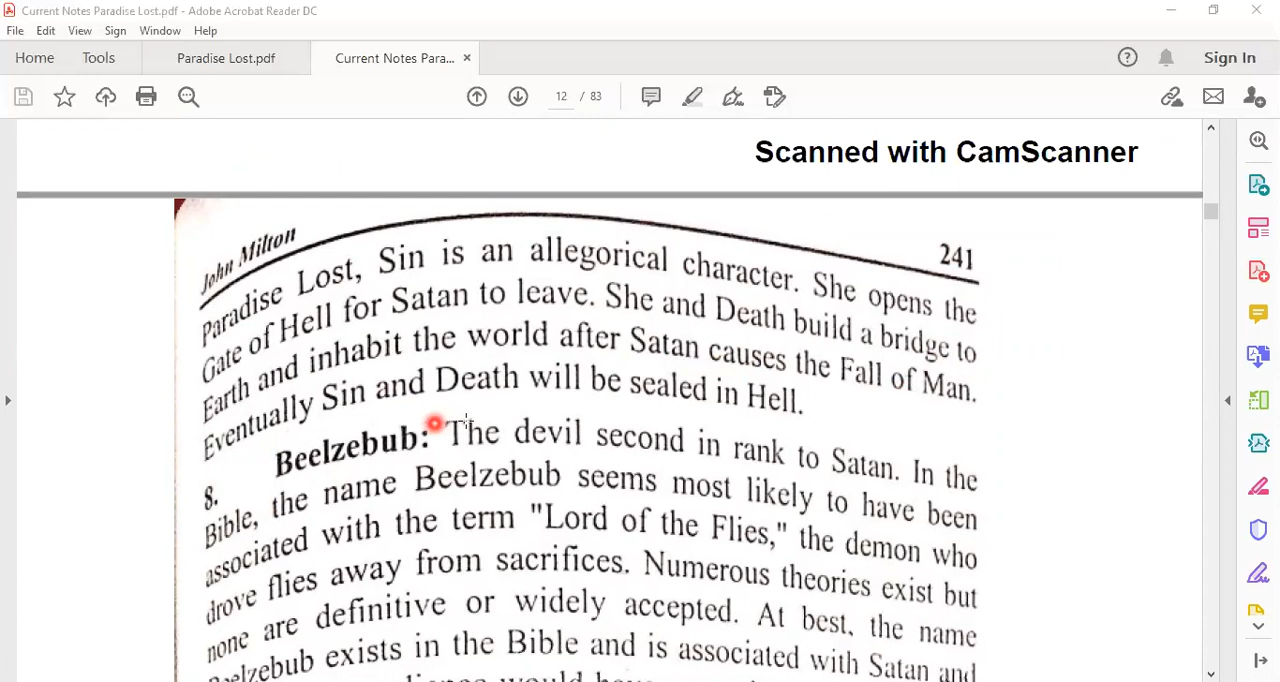 Current Notes Paradise Lost.pdf - Adobe Acrobat Reader DC
File Edit View Sign Window Help
Home Tools Paradise Lost.pdf Current Notes Para... × Sign In
12 / 83
Scanned with CamScanner
John Milton 241
Paradise Lost, Sin is an allegorical character. She opens the
Gate of Hell for Satan to leave. She and Death build a bridge to
Earth and inhabit the world after Satan causes the Fall of Man.
Eventually Sin and Death will be sealed in Hell.
8. Beelzebub: The devil second in rank to Satan. In the
Bible, the name Beelzebub seems most likely to have been
associated with the term "Lord of the Flies," the demon who
drove flies away from sacrifices. Numerous theories exist but
none are definitive or widely accepted. At best, the name
Beelzebub exists in the Bible and is associated with Satan and
would